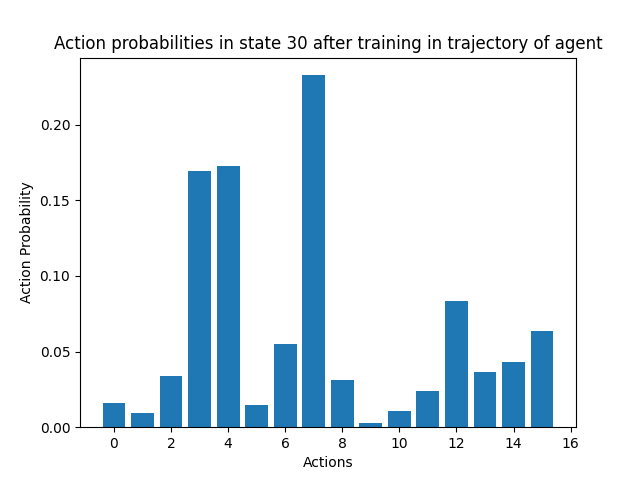 Action probabilities in state 30 after training in trajectory of agent
0.20
0.15
0.10
0.05
0.00
Action Probability
0 2 4 6 8 10 12 14 16
Actions